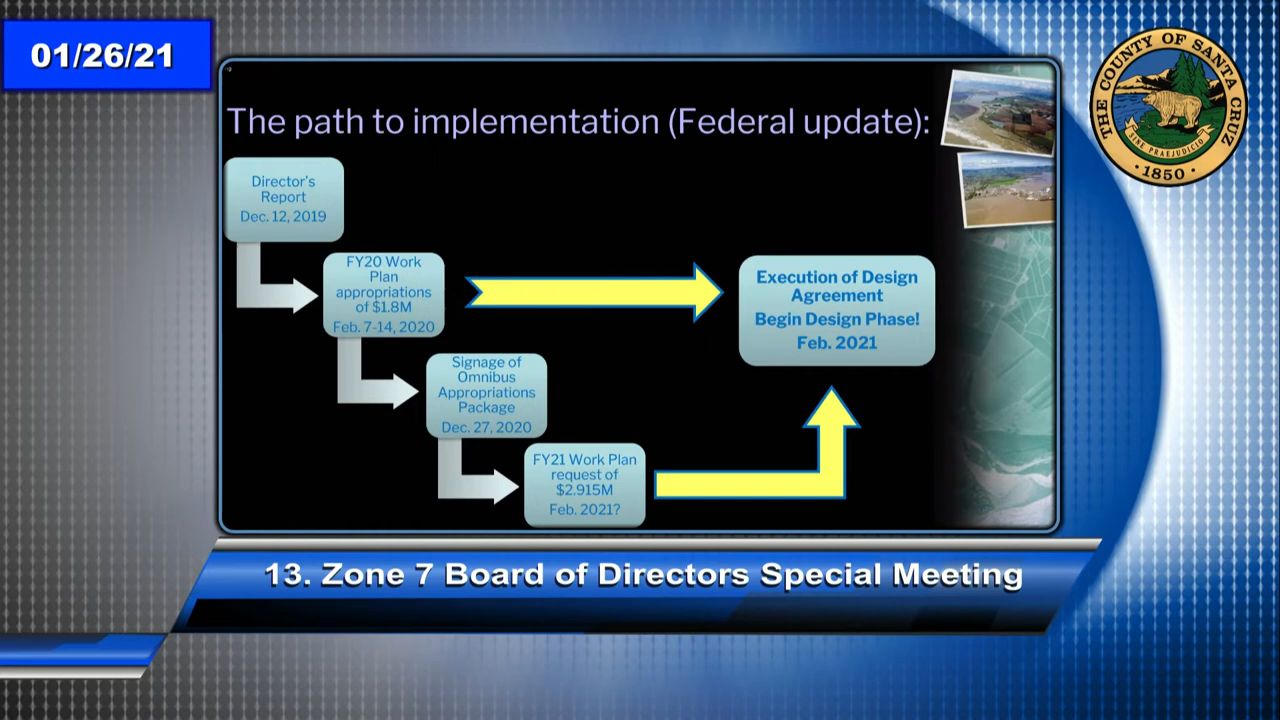 01/26/21
THE COUNTY OF SANTA CRUZ
SINE PRAEJUDICIO
• 1850 •
The path to implementation (Federal update):
Director's
Report
Dec. 12, 2019
FY20 Work
Plan
appropriations
of $1.8M
Feb. 7-14, 2020
Signage of
Omnibus
Appropriations
Package
Dec. 27, 2020
FY21 Work Plan
request of
$2.915M
Feb. 2021?
Execution of Design
Agreement
Begin Design Phase!
Feb. 2021
13. Zone 7 Board of Directors Special Meeting